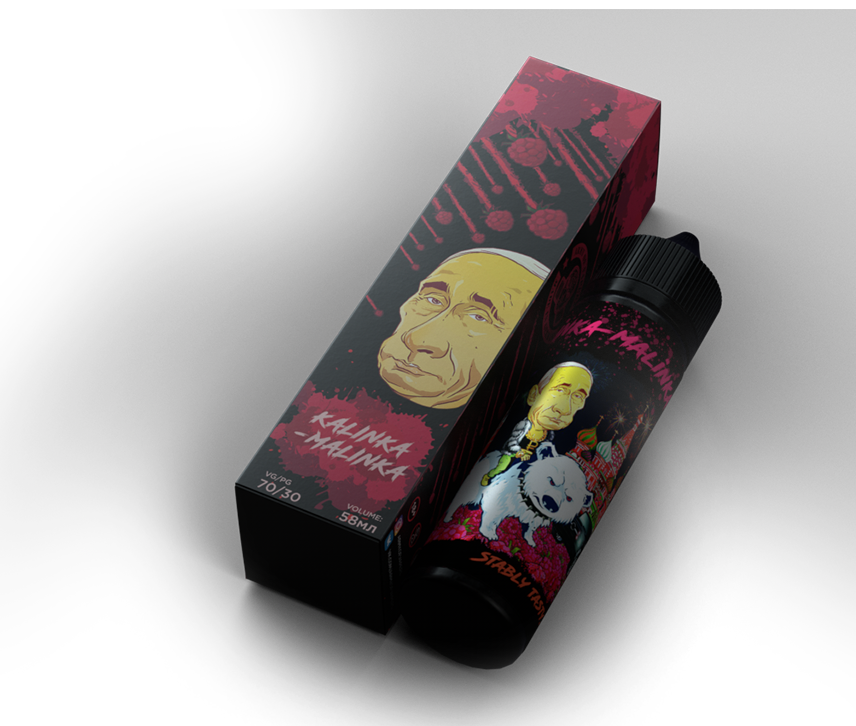 KALINKA
-MALINKA
VG/PG
70/30
VOLUME:
58мл
MALINKA
STABLY